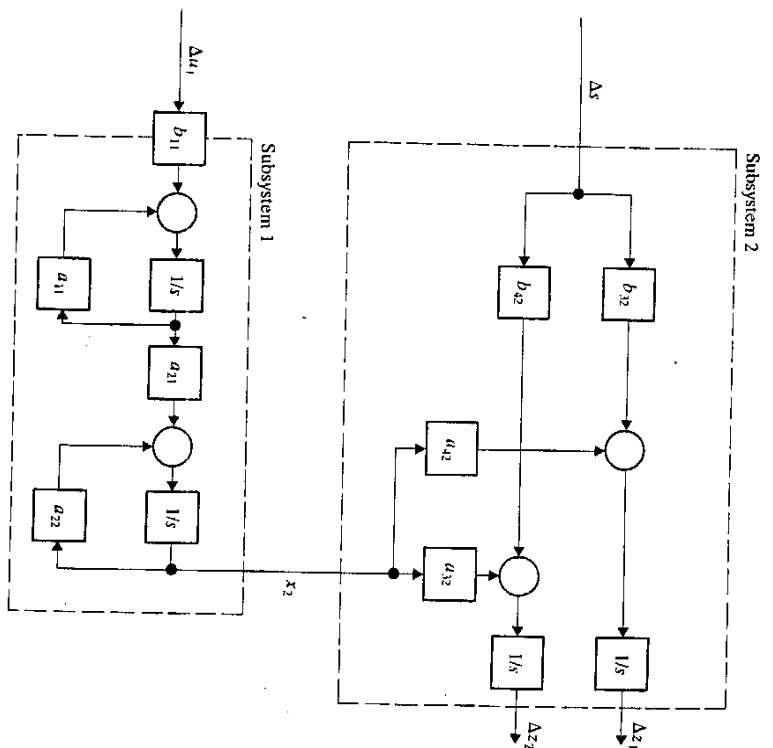 Subsystem 2
b₃₂
1/s
Δz₁
Δs
b₄₂
1/s
Δz₂
a₄₂
a₃₂
x₂
Subsystem 1
Δu₁
b₁₁
1/s
a₂₁
1/s
a₁₁
a₂₂